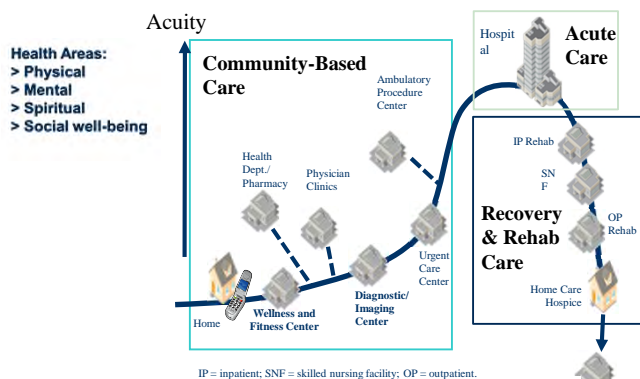 Acuity
Health Areas:
> Physical
> Mental
> Spiritual
> Social well-being
Community-Based
Care
Ambulatory
Procedure
Center
Health
Dept./
Pharmacy
Physician
Clinics
Urgent
Care
Center
Home
Wellness and
Fitness Center
Diagnostic/
Imaging
Center
Hospit
al
Acute
Care
IP Rehab
SN
F
OP
Rehab
Recovery
& Rehab
Care
Home Care
Hospice
IP = inpatient; SNF = skilled nursing facility; OP = outpatient.